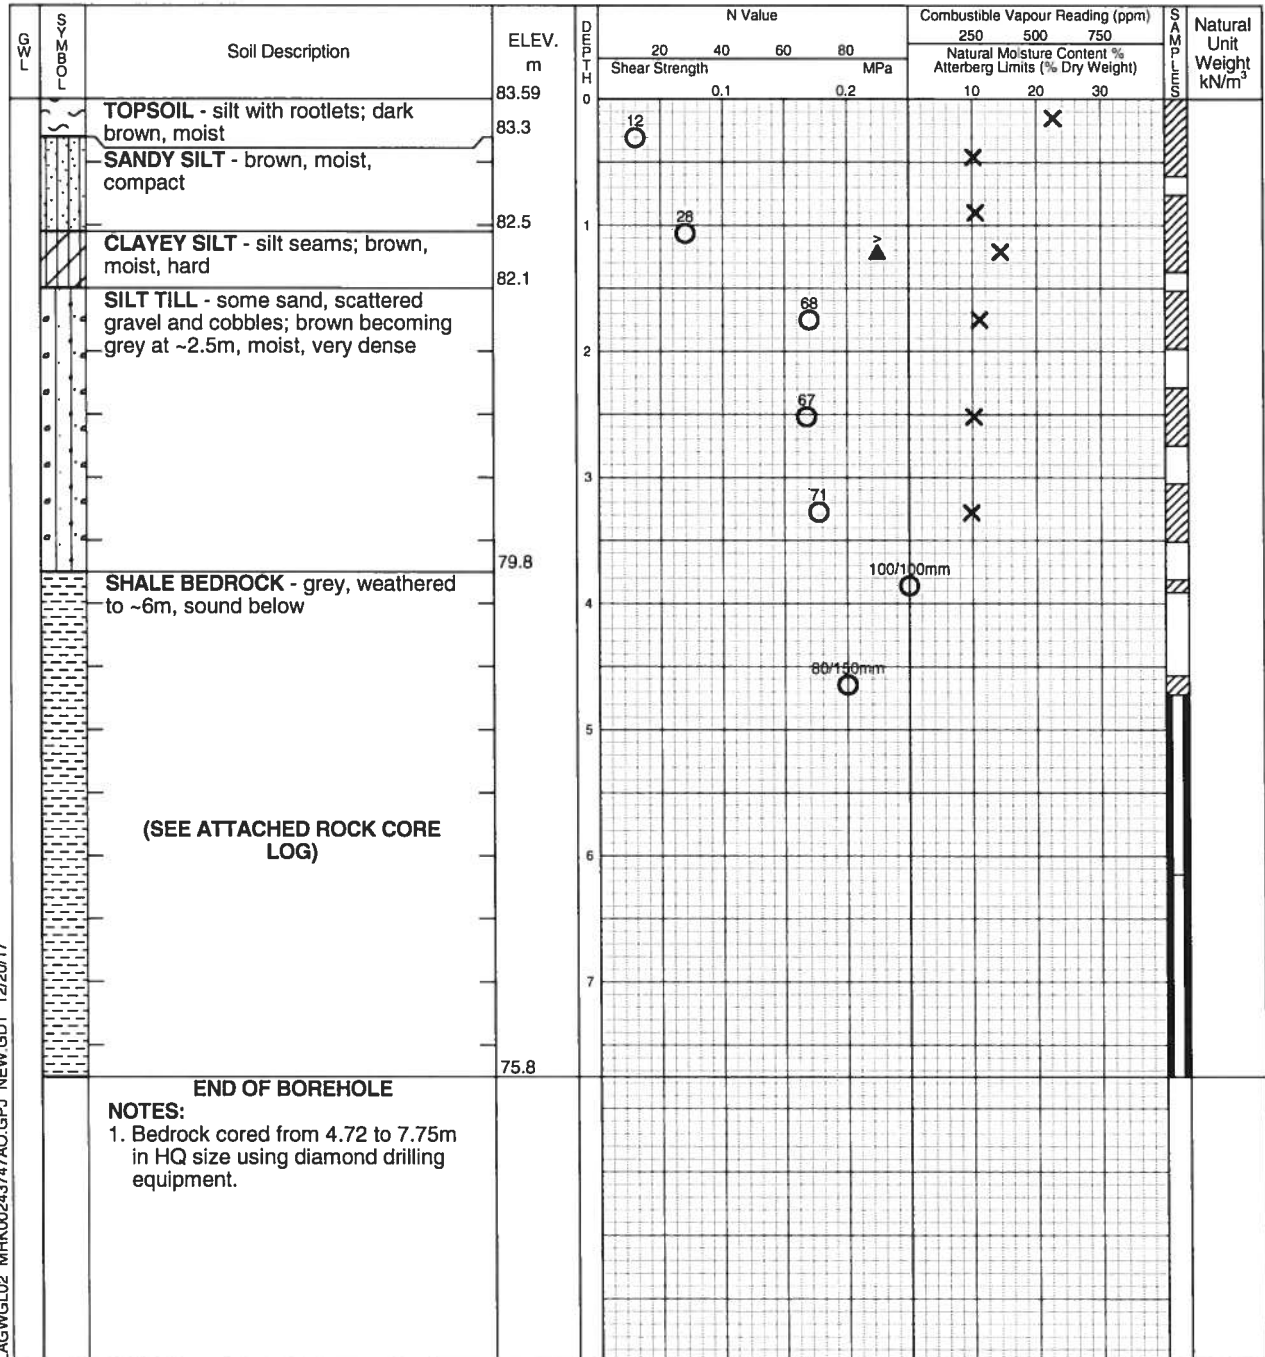 GWL
SYMBOL
Soil Description
ELEV.
m
DEPTH
N Value
20 40 60 80
Shear Strength MPa
0.1 0.2
Combustible Vapour Reading (ppm)
250 500 750
Natural Moisture Content %
Atterberg Limits (% Dry Weight)
10 20 30
SAMPLES
Natural
Unit
Weight
kN/m³
83.59
0
TOPSOIL - silt with rootlets; dark
brown, moist
83.3
12
SANDY SILT - brown, moist,
compact
82.5
1
28
CLAYEY SILT - silt seams; brown,
moist, hard
>
82.1
SILT TILL - some sand, scattered
gravel and cobbles; brown becoming
grey at ~2.5m, moist, very dense
68
2
67
3
71
79.8
SHALE BEDROCK - grey, weathered
to ~6m, sound below
100/100mm
4
80/150mm
5
(SEE ATTACHED ROCK CORE
LOG)
6
7
75.8
END OF BOREHOLE
NOTES:
1. Bedrock cored from 4.72 to 7.75m
in HQ size using diamond drilling
equipment.
NEW.GDT 12/20/17